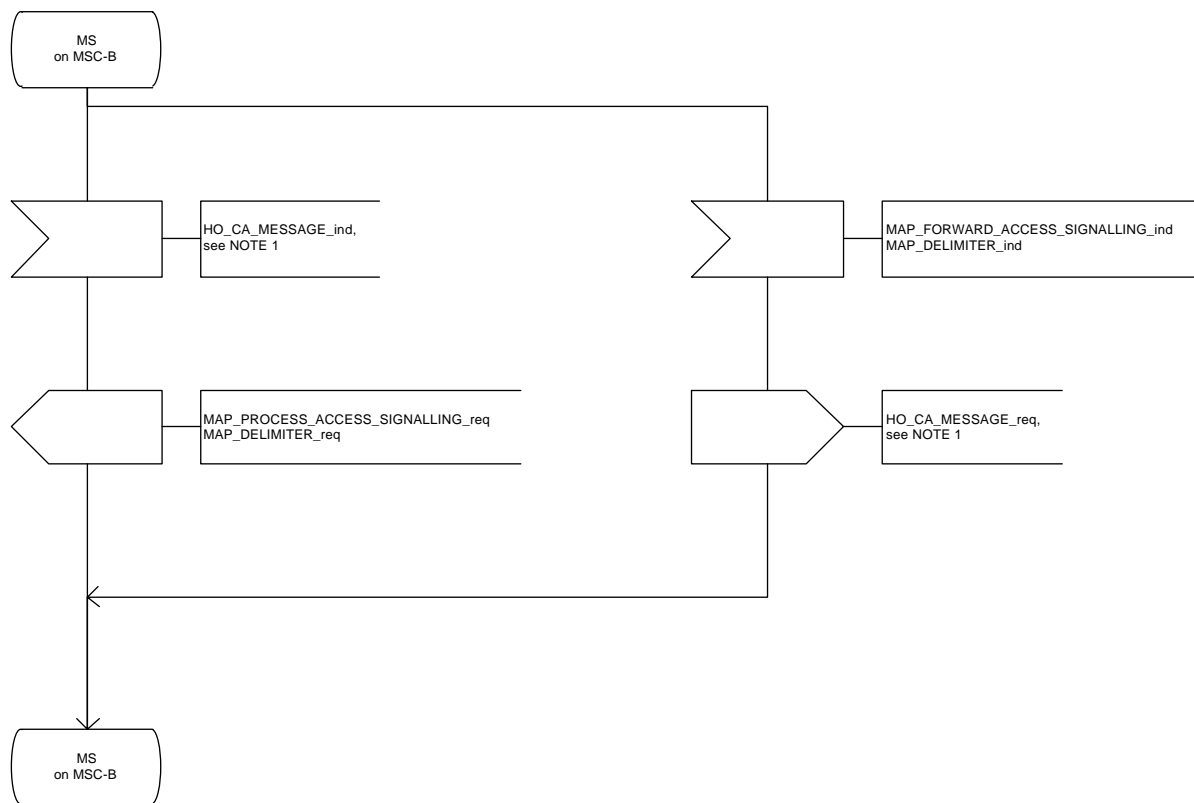 MS
on MSC-B
HO_CA_MESSAGE_ind,
see NOTE 1
MAP_FORWARD_ACCESS_SIGNALLING_ind
MAP_DELIMITER_ind
MAP_PROCESS_ACCESS_SIGNALLING_req
MAP_DELIMITER_req
HO_CA_MESSAGE_req,
see NOTE 1
MS
on MSC-B